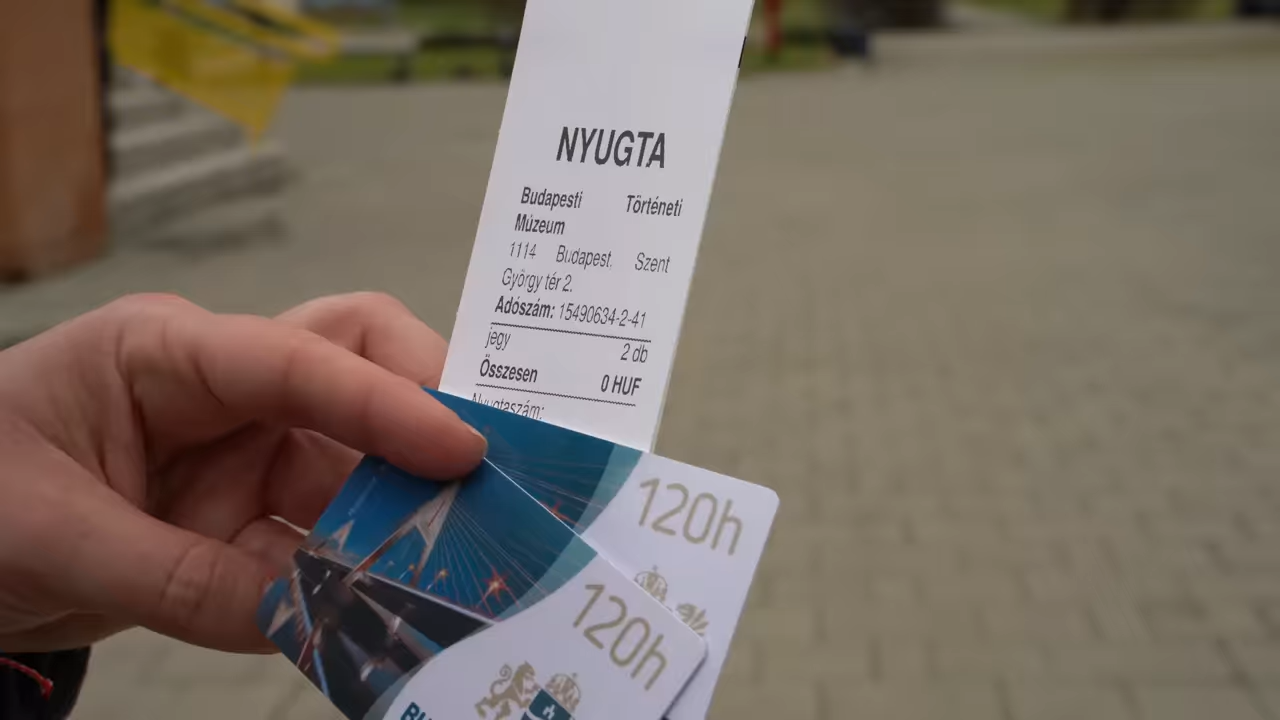 NYUGTA
Budapesti Történeti
Múzeum
1114 Budapest. Szent
György tér 2.
Adószám: 15490634-2-41
jegy 2 db
Összesen 0 HUF
Nyugtaszám:
120h
120h